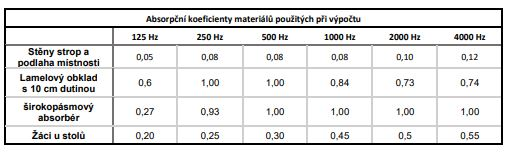 Absorpční koeficienty materiálů použitých při výpočtu
125 Hz 250 Hz 500 Hz 1000 Hz 2000 Hz 4000 Hz
Stěny strop a
podlaha místnosti 0,05 0,08 0,08 0,08 0,10 0,12
Lamelový obklad
s 10 cm dutinou 0,6 1,00 1,00 0,84 0,73 0,74
širokopásmový
absorbér 0,27 0,93 1,00 1,00 1,00 1,00
Žáci u stolů 0,20 0,25 0,30 0,45 0,5 0,55